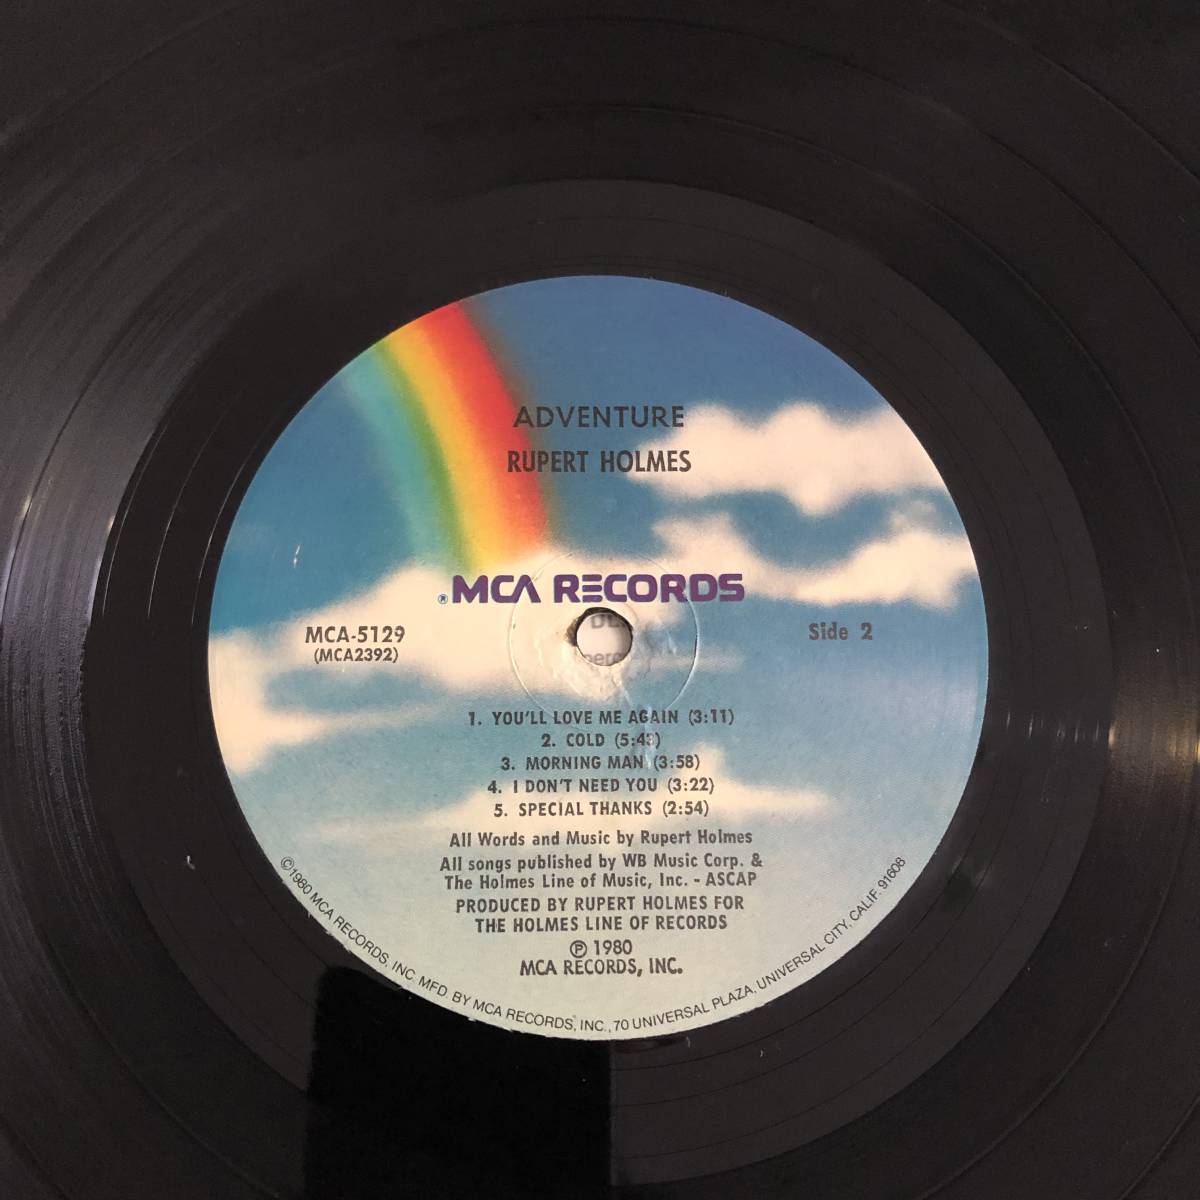 ADVENTURE
RUPERT HOLMES
®MCA RECORDS
MCA-5129
(MCA2392)
Side 2
1. YOU'LL LOVE ME AGAIN (3:11)
2. COLD (5:43)
3. MORNING MAN (3:58)
4. I DON'T NEED YOU (3:22)
5. SPECIAL THANKS (2:54)
All Words and Music by Rupert Holmes
All songs published by WB Music Corp. &
The Holmes Line of Music, Inc. - ASCAP
PRODUCED BY RUPERT HOLMES FOR
THE HOLMES LINE OF RECORDS
℗ 1980
MCA RECORDS, INC.
©1980 MCA RECORDS, INC. MFD. BY MCA RECORDS, INC., 70 UNIVERSAL PLAZA, UNIVERSAL CITY, CALIF. 91608